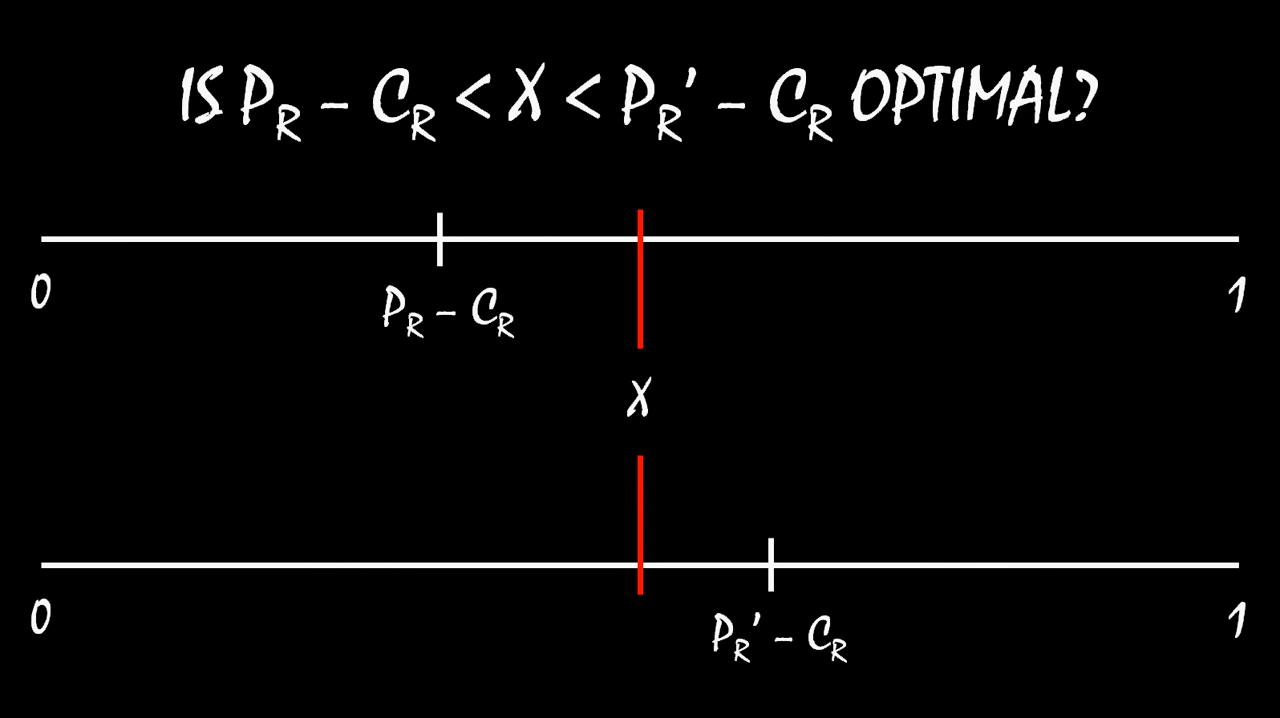 IS P_R – C_R < X < P_R' – C_R OPTIMAL?
0 1
P_R – C_R
X
0 1
P_R' – C_R